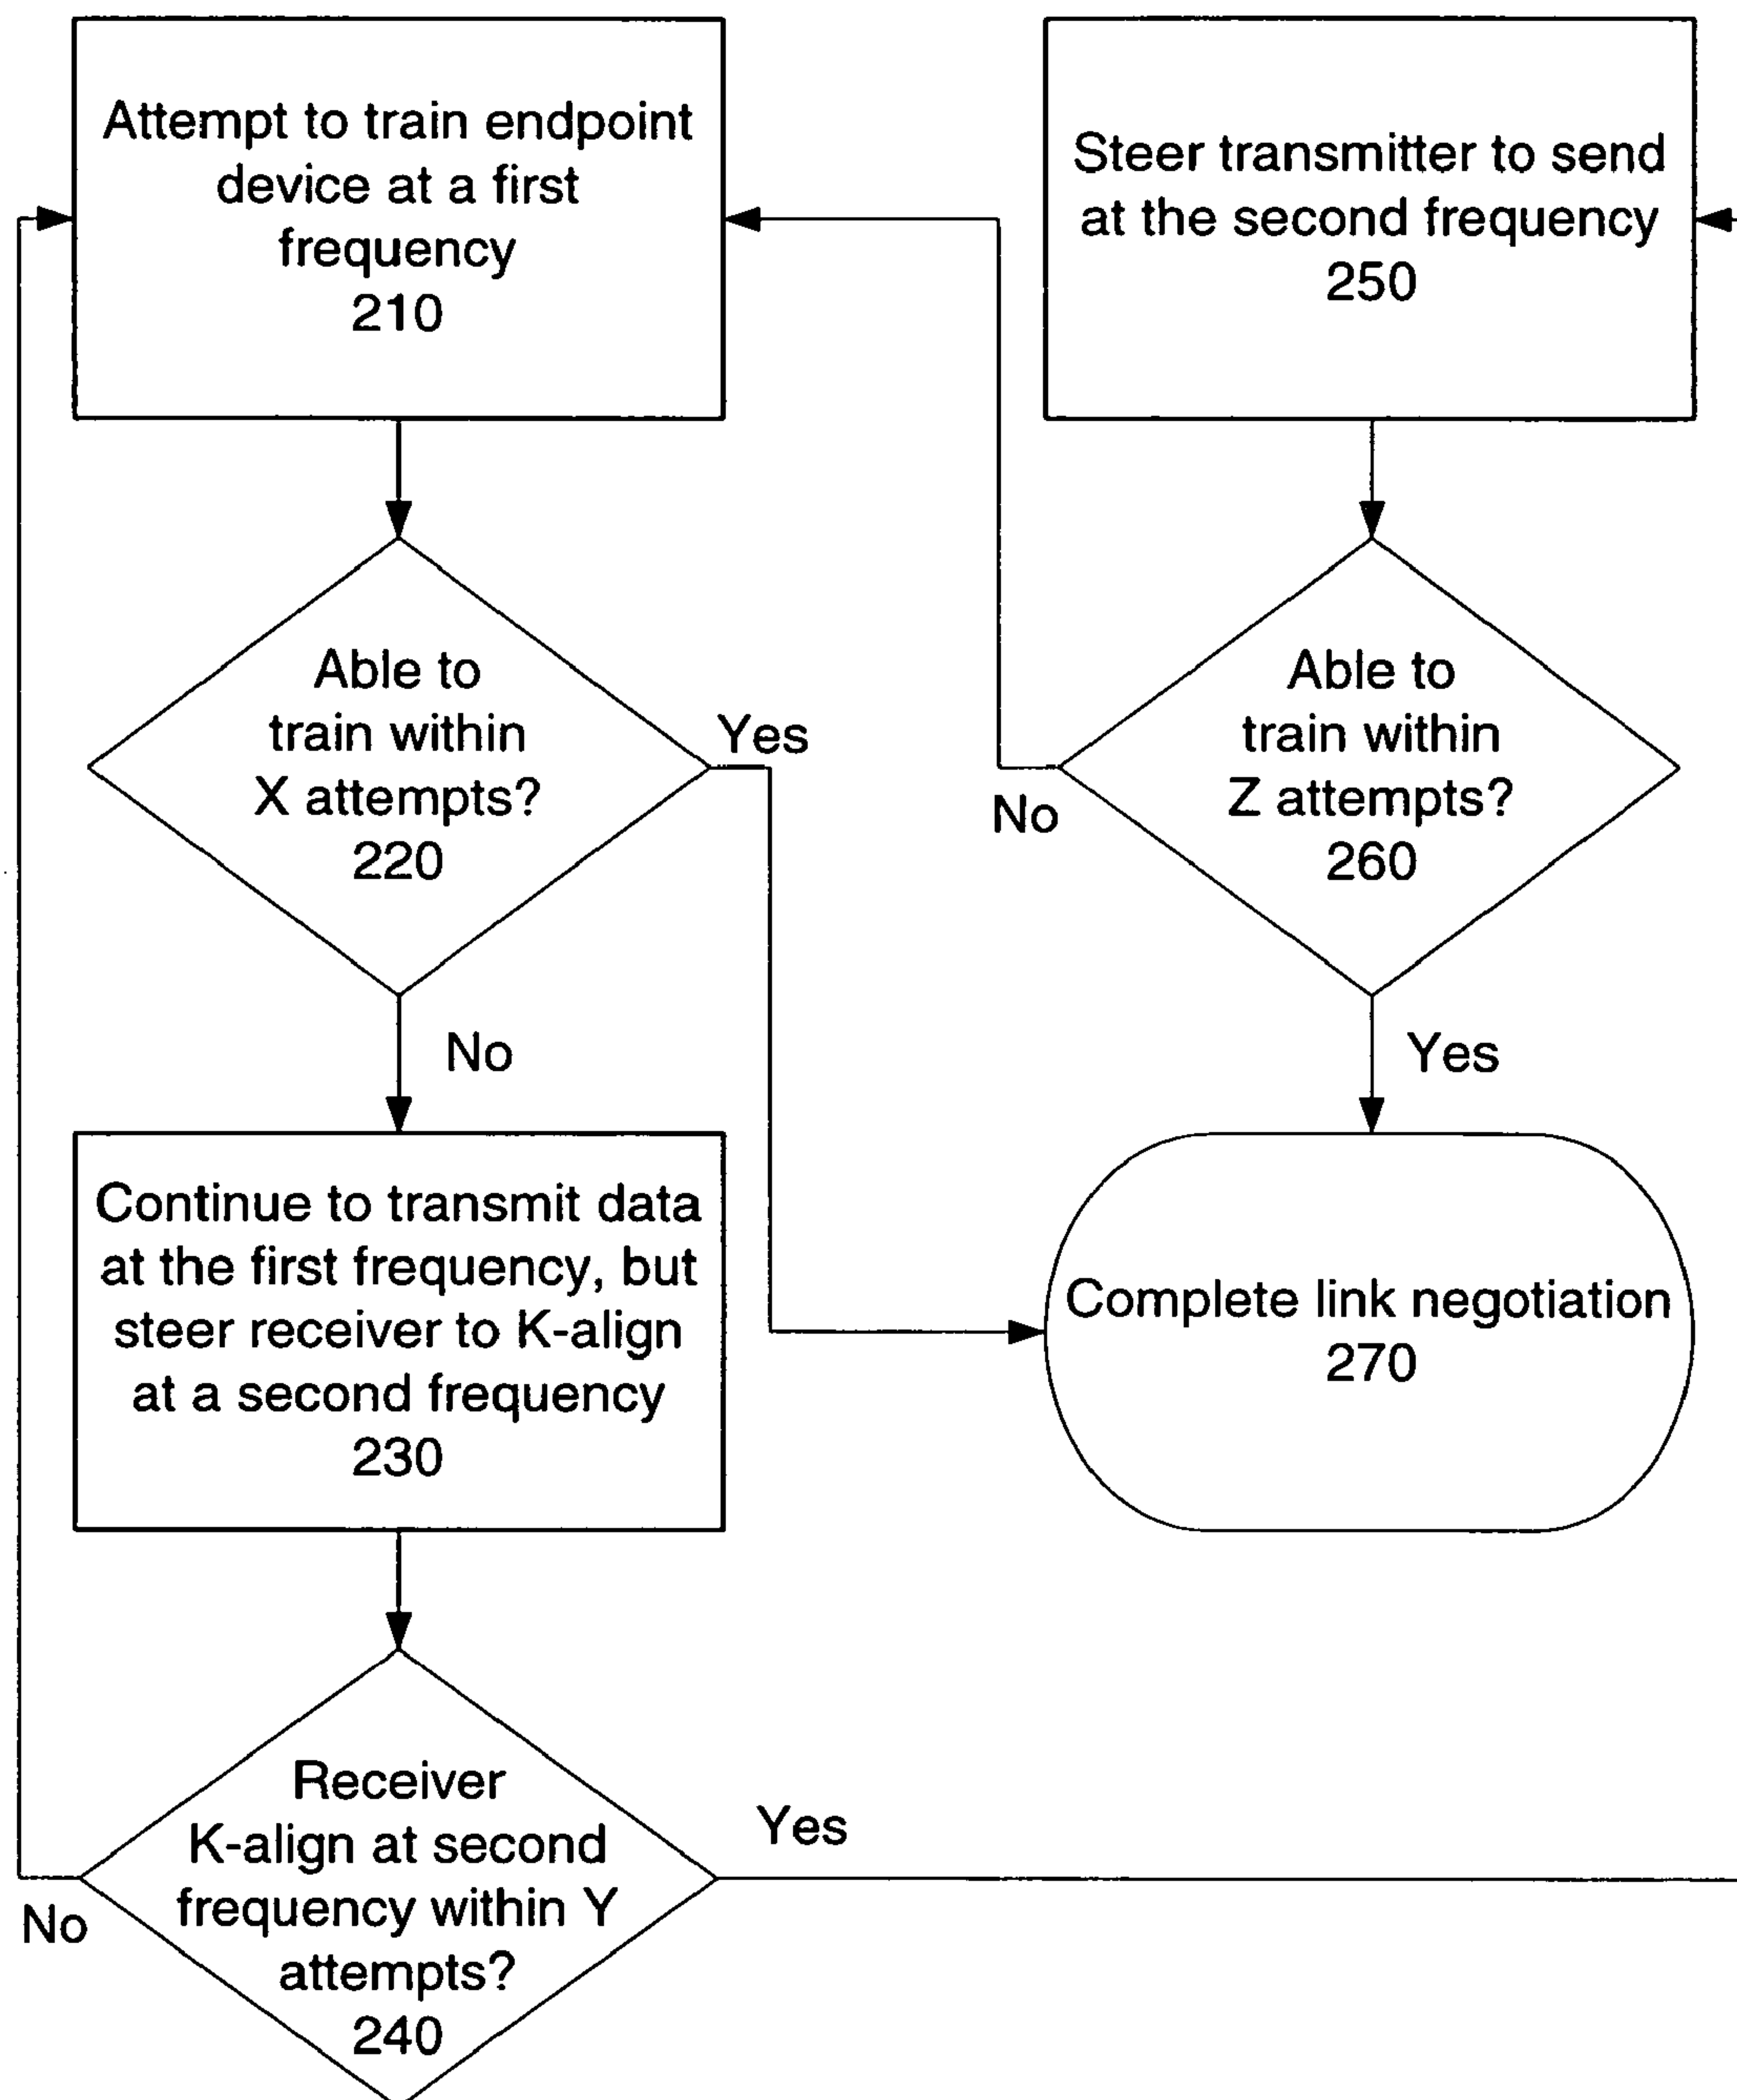 Attempt to train endpoint
device at a first
frequency
210
Able to
train within
X attempts?
220
Yes
No
Continue to transmit data
at the first frequency, but
steer receiver to K-align
at a second frequency
230
Receiver
K-align at second
frequency within Y
attempts?
240
No
Yes
Steer transmitter to send
at the second frequency
250
Able to
train within
Z attempts?
260
No
Yes
Complete link negotiation
270